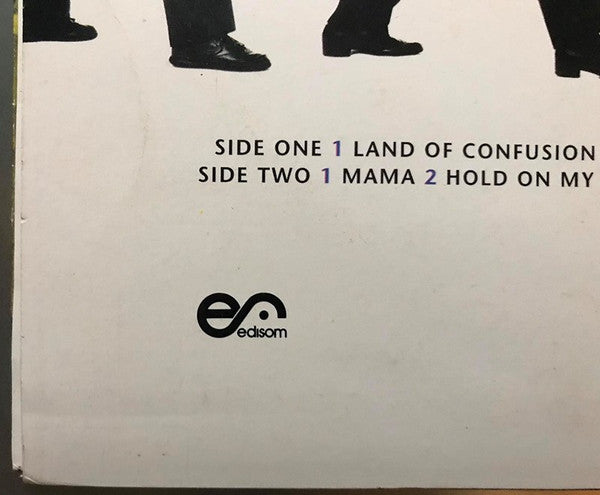 SIDE ONE 1 LAND OF CONFUSION
SIDE TWO 1 MAMA 2 HOLD ON MY
edisom